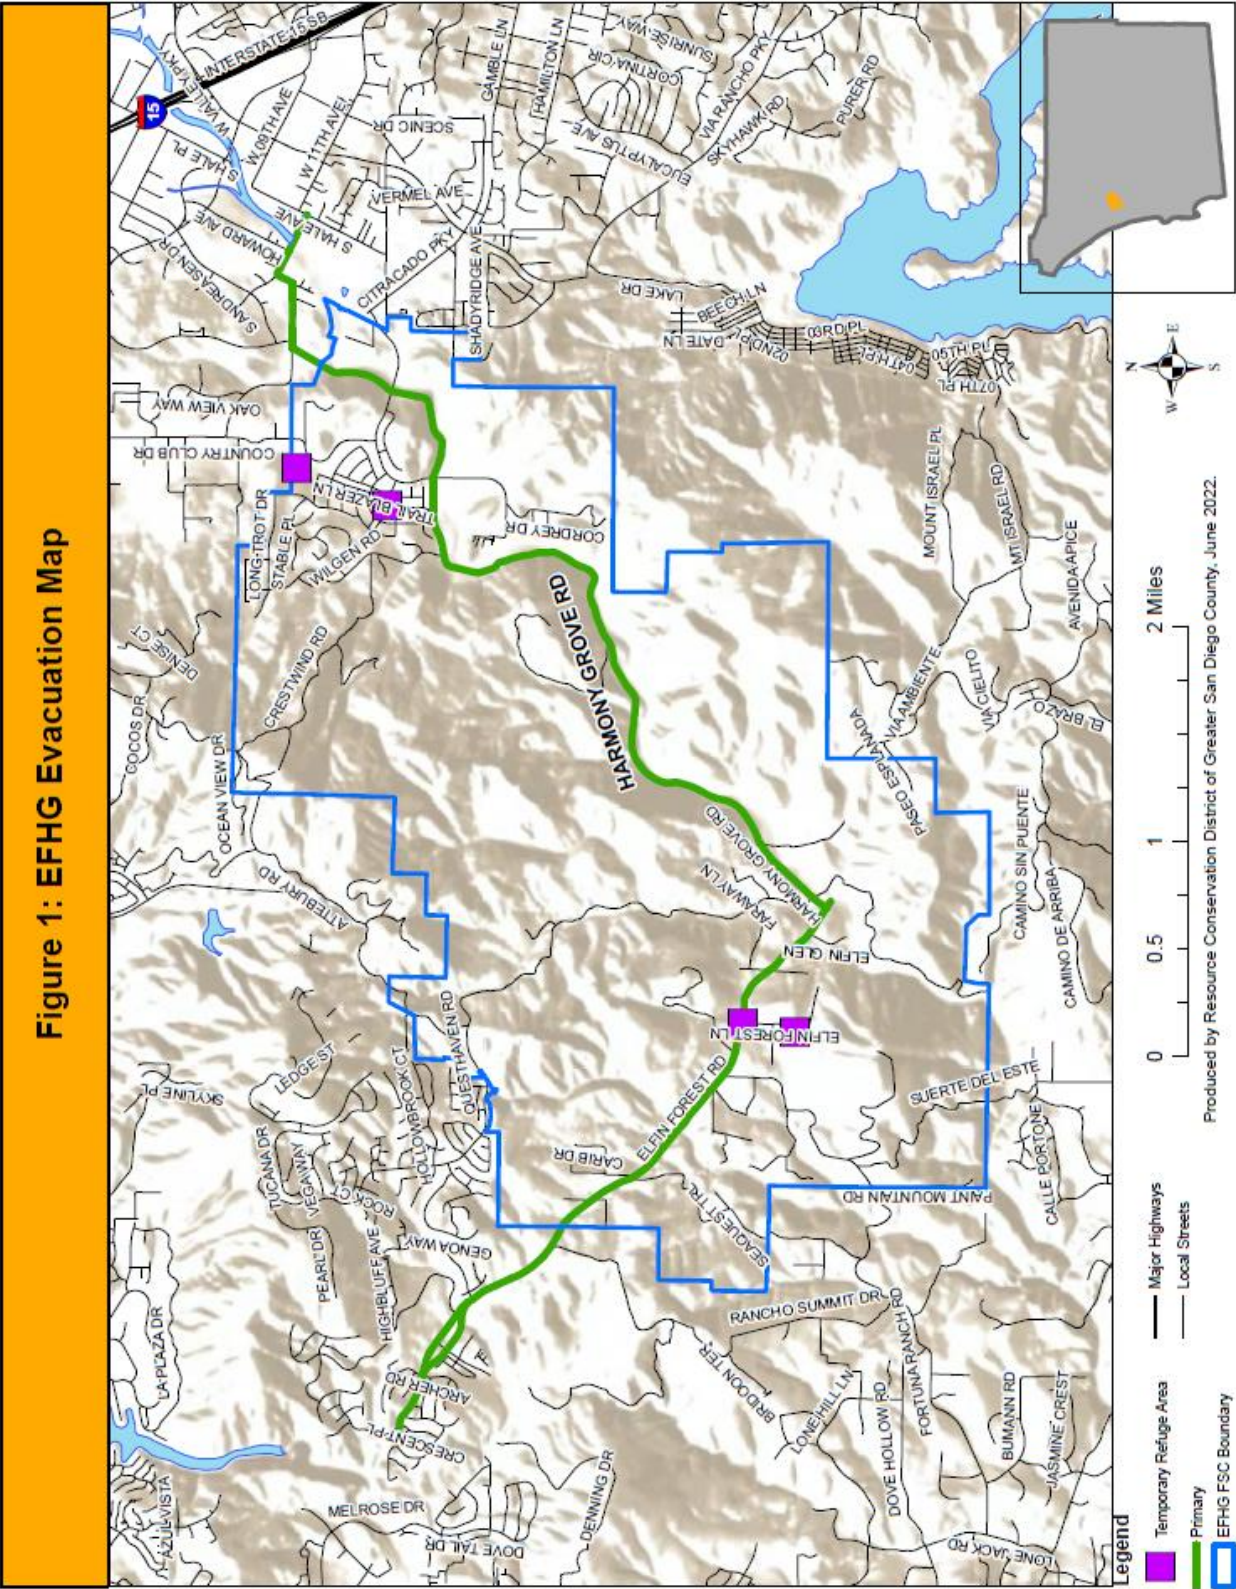 Figure 1: EFHG Evacuation Map
AZUL VISTA
LA PLAZA DR
MELROSE DR
DOVE TAIL DR
DENNING DR
CRESCENT PL
ARCHER RD
PEARL DR
HIGHBLUFF AVE
GENOA WAY
ROCK CT
VEGA WAY
TUCANA DR
SKYLINE PL
LEDGE ST
HOLLOWBROOK CT
QUESTHAVEN RD
ATTEBURY RD
OCEAN VIEW DR
COCOS DR
DENISE CT
CRESTWIND RD
WILGEN RD
STABLE PL
LONG TROT DR
TRAIL BLAZER LN
COUNTRY CLUB DR
OAK VIEW WAY
SANDREASEN DR
HOWARD AVE
S HALE AVE
S HALE PL
W VALLEY PKY
INTERSTATE 15 SB
15
W 09TH AVE
W 11TH AVE
SCENIC DR
VERMEL AVE
CITRACADO PKY
SHADYRIDGE AVE
GAMBLE LN
HAMILTON LN
EUCALYPTUS AVE
CORTINA CIR
SUNRISE WAY
VIA RANCHO PKY
SKYHAWK RD
PURER RD
LAKE DR
BEECH LN
DATE LN
02ND PL
03RD PL
04TH PL
05TH PL
07TH PL
CORDREY DR
HARMONY GROVE RD
HARMONY GROVE RD
HARMONY GROVE RD
FARAWAY LN
ELFIN GLEN
ELFIN FOREST LN
ELFIN FOREST RD
CARIB DR
SEAQUEST TRL
PAINT MOUNTAIN RD
SUERTE DEL ESTE
CALLE PORTONE
RANCHO SUMMIT DR
BRIDOON TER
LONE HILL LN
DOVE HOLLOW RD
FORTUNA RANCH RD
BUMANN RD
JASMINE CREST
LONE JACK RD
MOUNT ISRAEL PL
MT ISRAEL RD
AVENIDA APICE
VIA AMBIENTE
VIA CIELITO
EL BRAZO
PASEO ESPLANADA
CAMINO SIN PUENTE
CAMINO DE ARRIBA
Legend
Temporary Refuge Area
Primary
EFHG FSC Boundary
Major Highways
Local Streets
0 0.5 1 2 Miles
N
W E
S
Produced by Resource Conservation District of Greater San Diego County, June 2022.